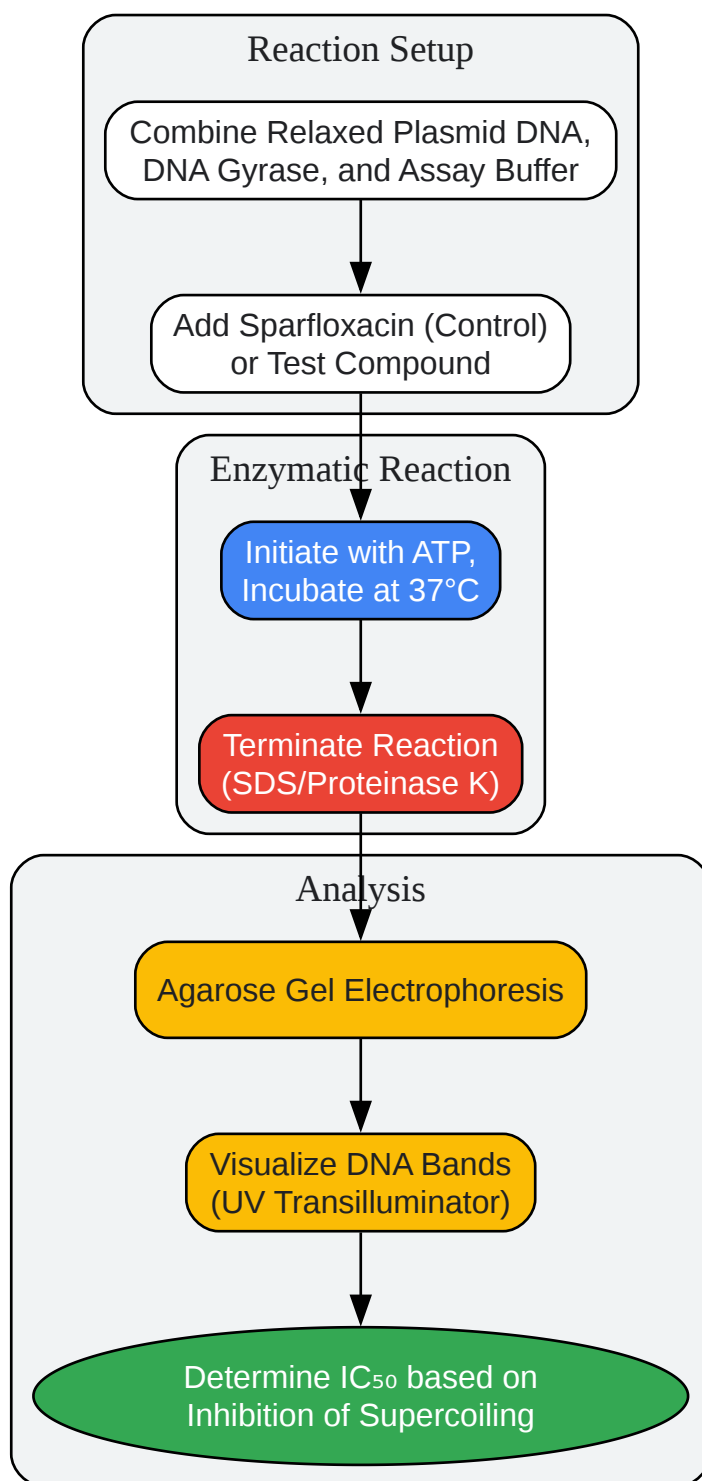 Reaction Setup
Combine Relaxed Plasmid DNA,
DNA Gyrase, and Assay Buffer
Add Sparfloxacin (Control)
or Test Compound
Enzymatic Reaction
Initiate with ATP,
Incubate at 37°C
Terminate Reaction
(SDS/Proteinase K)
Analysis
Agarose Gel Electrophoresis
Visualize DNA Bands
(UV Transilluminator)
Determine IC₅₀ based on
Inhibition of Supercoiling